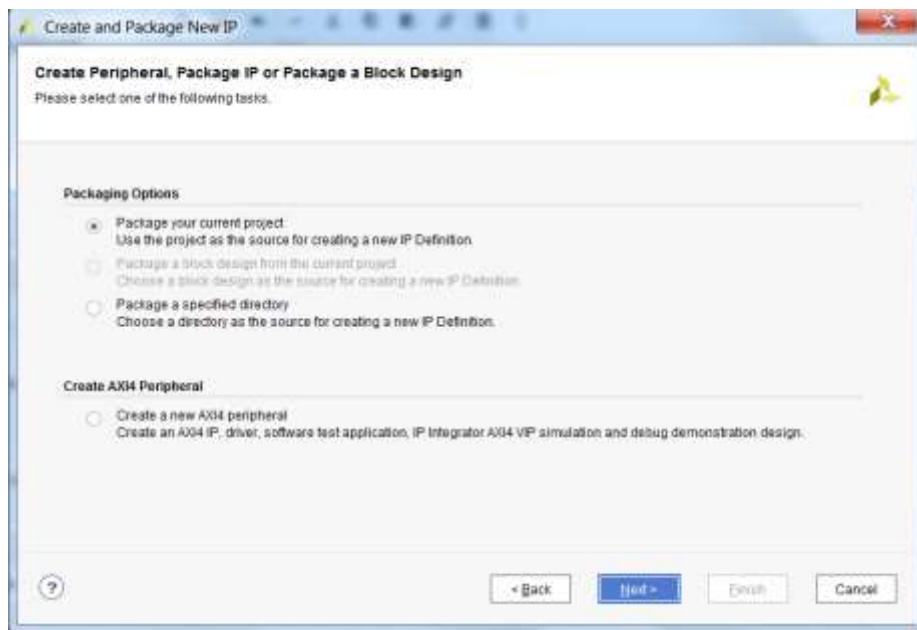 Create and Package New IP
Create Peripheral, Package IP or Package a Block Design
Please select one of the following tasks.
Packaging Options
Package your current project
Use the project as the source for creating a new IP Definition.
Package a block design from the current project
Choose a block design as the source for creating a new IP Definition.
Package a specified directory
Choose a directory as the source for creating a new IP Definition.
Create AXI4 Peripheral
Create a new AXI4 peripheral
Create an AXI4 IP, driver, software test application, IP Integrator AXI4 VIP simulation and debug demonstration design.
?
< Back
Next >
Finish
Cancel